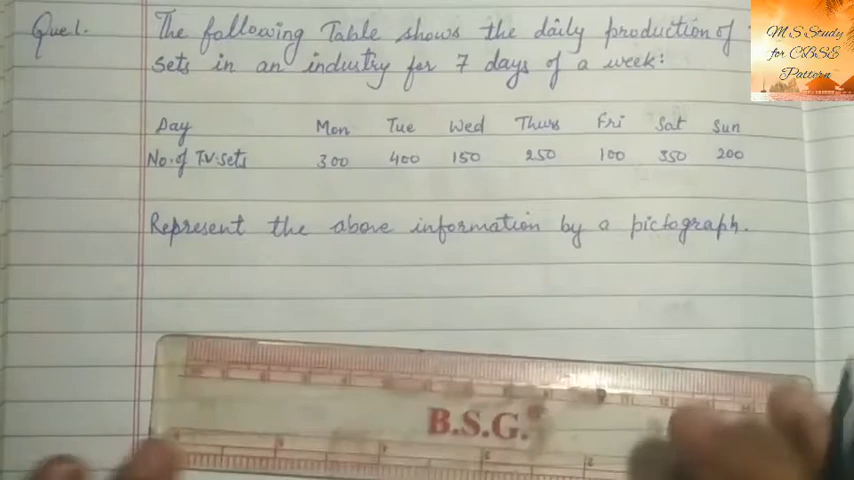 Que1. The following Table shows the daily production of
sets in an industry for 7 days of a week:
Day Mon Tue Wed Thurs Fri Sat Sun
No. of T.V. sets 300 400 150 250 100 350 200
Represent the above information by a pictograph.
M S Study
for CBSE
Pattern
B.S.G.